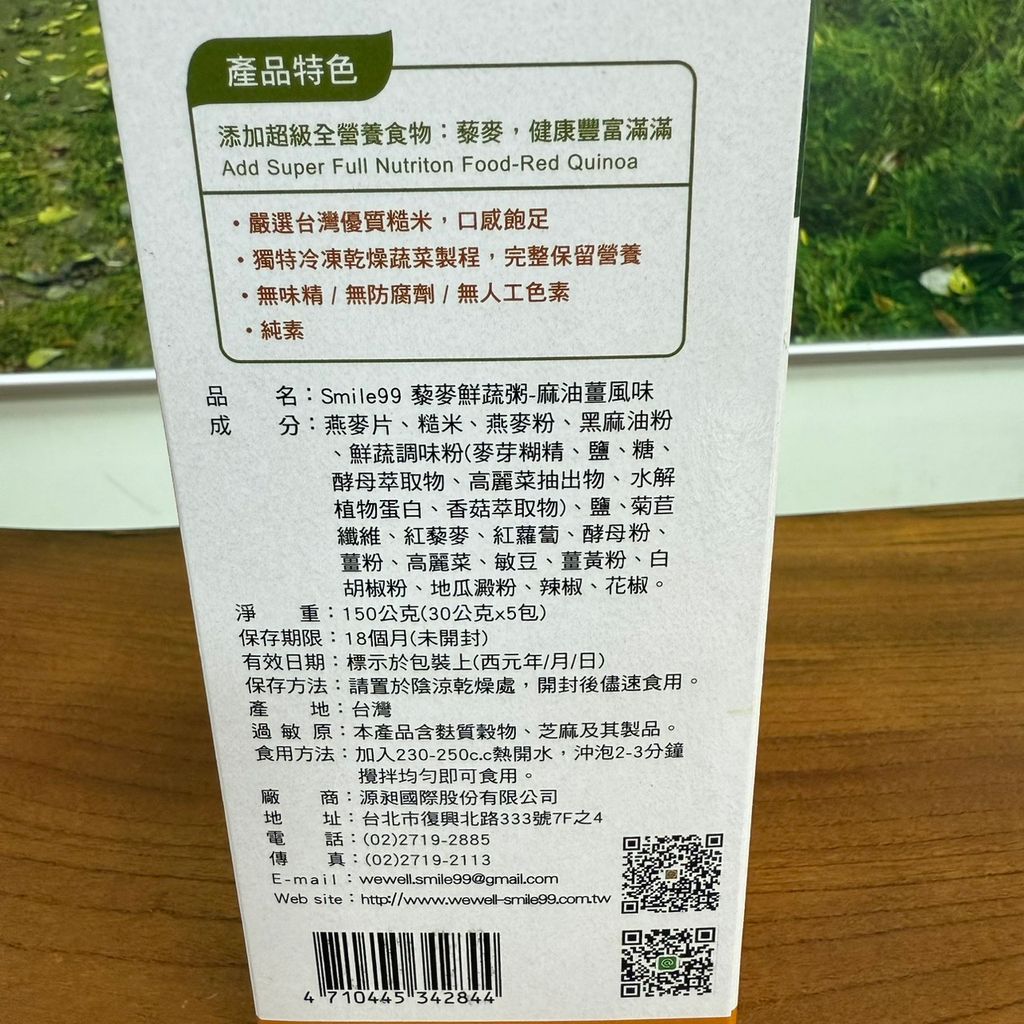 產品特色
添加超級全營養食物：藜麥，健康豐富滿滿
Add Super Full Nutriton Food-Red Quinoa
・嚴選台灣優質糙米，口感飽足
・獨特冷凍乾燥蔬菜製程，完整保留營養
・無味精 / 無防腐劑 / 無人工色素
・純素
品　　名：Smile99 藜麥鮮蔬粥-麻油薑風味
成　　分：燕麥片、糙米、燕麥粉、黑麻油粉
、鮮蔬調味粉(麥芽糊精、鹽、糖、
酵母萃取物、高麗菜抽出物、水解
植物蛋白、香菇萃取物)、鹽、菊苣
纖維、紅藜麥、紅蘿蔔、酵母粉、
薑粉、高麗菜、敏豆、薑黃粉、白
胡椒粉、地瓜澱粉、辣椒、花椒。
淨　　重：150公克(30公克x5包)
保存期限：18個月(未開封)
有效日期：標示於包裝上(西元年/月/日)
保存方法：請置於陰涼乾燥處，開封後儘速食用。
產　　地：台灣
過 敏 原：本產品含麩質穀物、芝麻及其製品。
食用方法：加入230-250c.c熱開水，沖泡2-3分鐘
攪拌均勻即可食用。
廠　　商：源昶國際股份有限公司
地　　址：台北市復興北路333號7F之4
電　　話：(02)2719-2885
傳　　真：(02)2719-2113
E-mail：wewell.smile99@gmail.com
Web site：http://www.wewell-smile99.com.tw
4 710445 342844